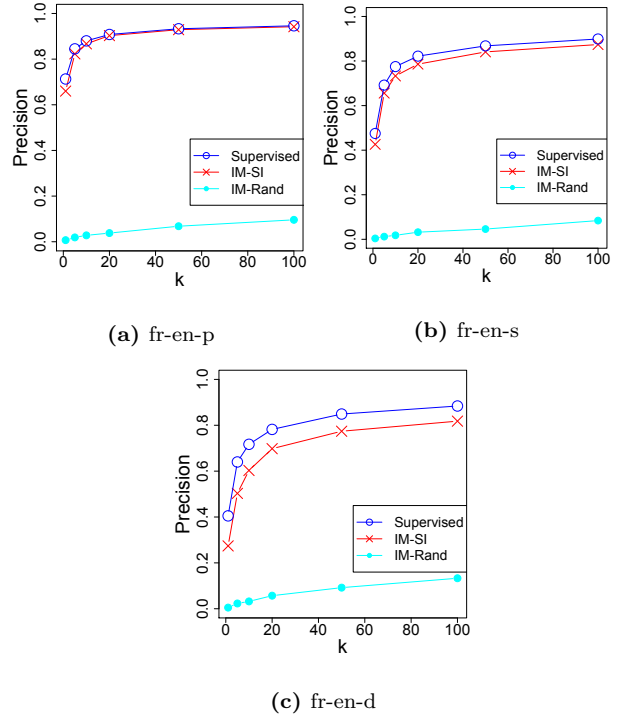 1.0
0.8
0.6
0.4
0.2
0.0
Precision
Supervised
IM-SI
IM-Rand
0 20 40 60 80 100
k
(a) fr-en-p
1.0
0.8
0.6
0.4
0.2
0.0
Precision
Supervised
IM-SI
IM-Rand
0 20 40 60 80 100
k
(b) fr-en-s
1.0
0.8
0.6
0.4
0.2
0.0
Precision
Supervised
IM-SI
IM-Rand
0 20 40 60 80 100
k
(c) fr-en-d